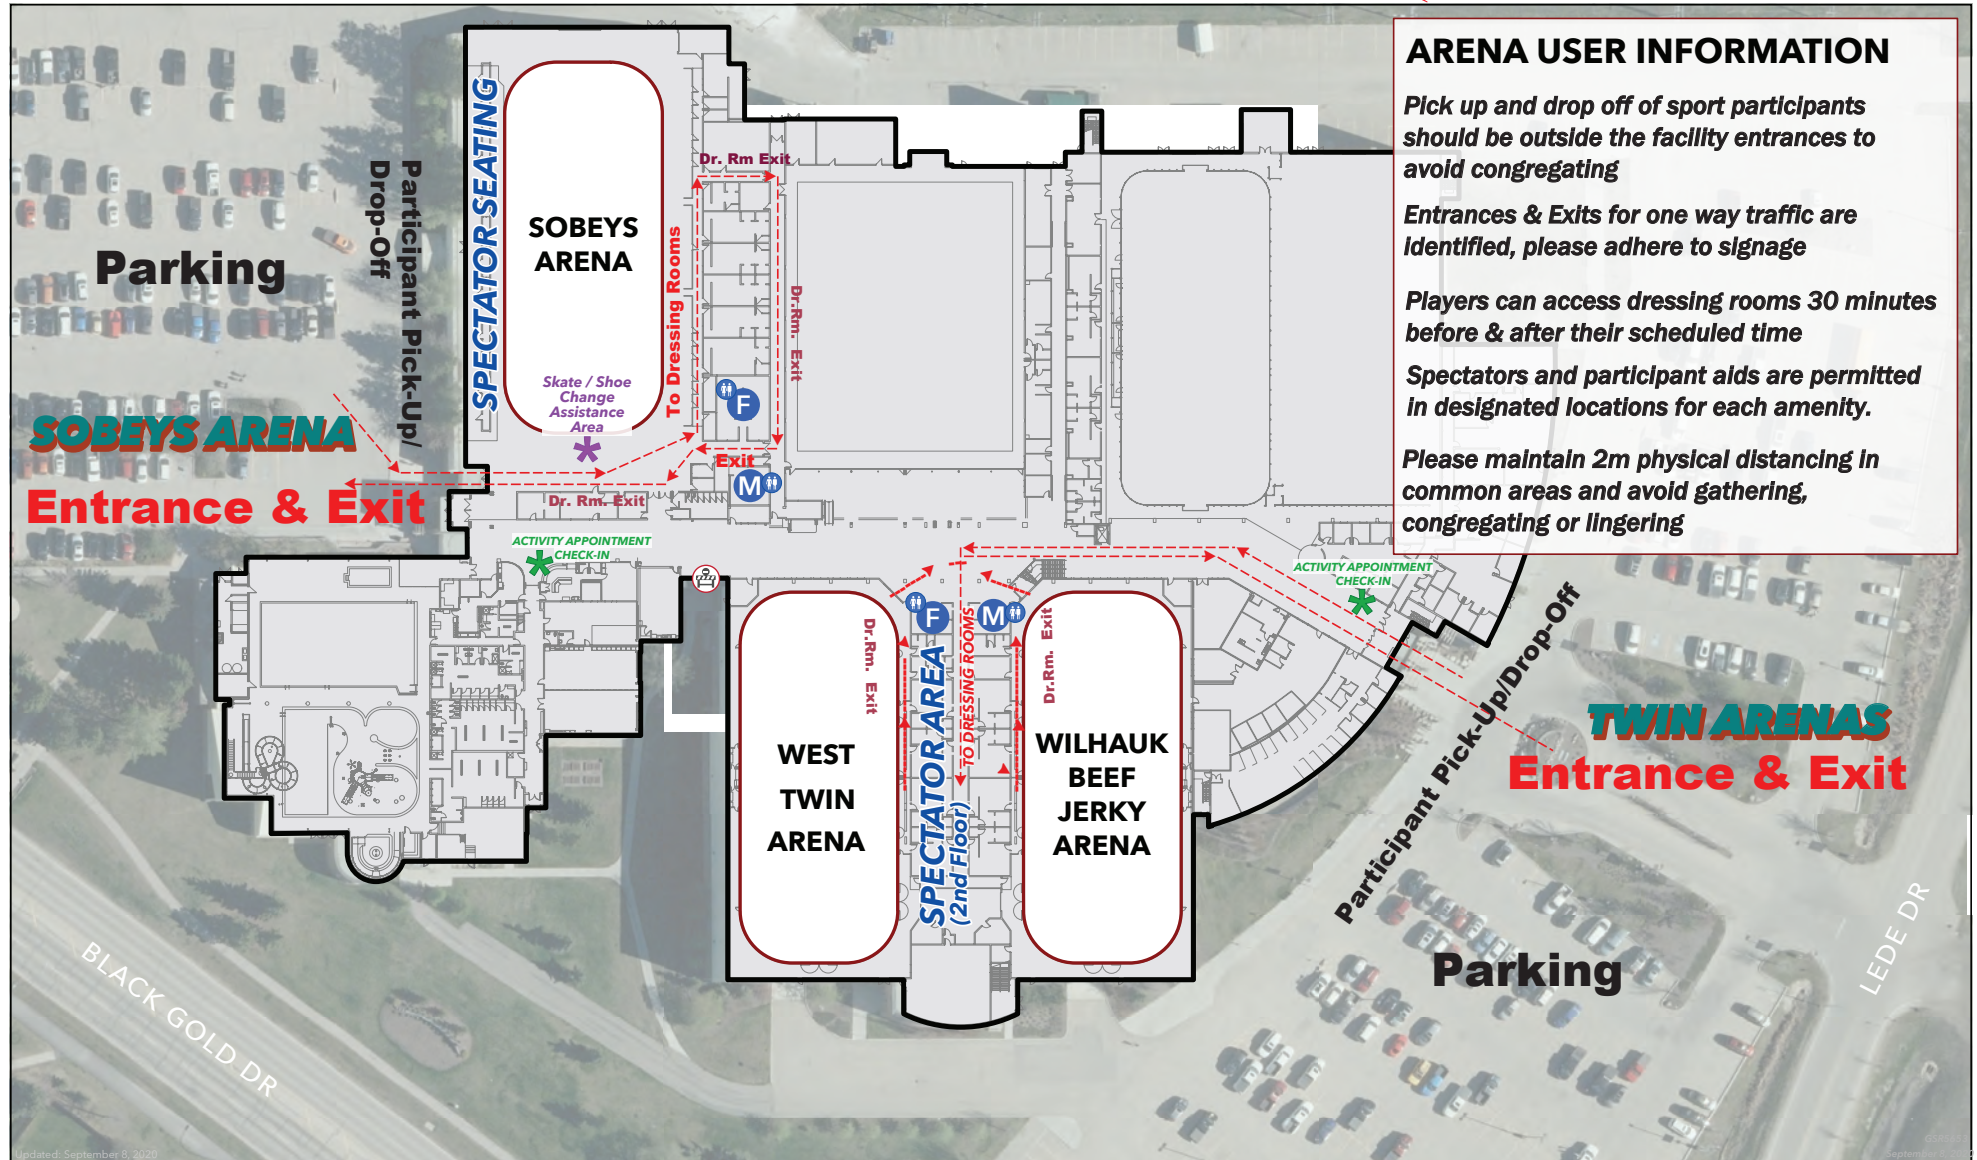 ARENA USER INFORMATION
Pick up and drop off of sport participants
should be outside the facility entrances to
avoid congregating
Entrances & Exits for one way traffic are
identified, please adhere to signage
Players can access dressing rooms 30 minutes
before & after their scheduled time
Spectators and participant aids are permitted
in designated locations for each amenity.
Please maintain 2m physical distancing in
common areas and avoid gathering,
congregating or lingering
Parking
Participant Pick-Up/
Drop-Off
SPECTATOR SEATING
SOBEYS
ARENA
Skate / Shoe
Change
Assistance
Area
To Dressing Rooms
Dr. Rm Exit
Dr.Rm. Exit
F
Exit
M
Dr. Rm. Exit
SOBEYS ARENA
Entrance & Exit
ACTIVITY APPOINTMENT
CHECK-IN
ACTIVITY APPOINTMENT
CHECK-IN
F
M
Dr.Rm. Exit
SPECTATOR AREA
(2nd Floor)
TO DRESSING ROOMS
Dr.Rm. Exit
WEST
TWIN
ARENA
WILHAUK
BEEF
JERKY
ARENA
Participant Pick-Up/Drop-Off
TWIN ARENAS
Entrance & Exit
Parking
BLACK GOLD DR
LEDE DR
Updated: September 8, 2020